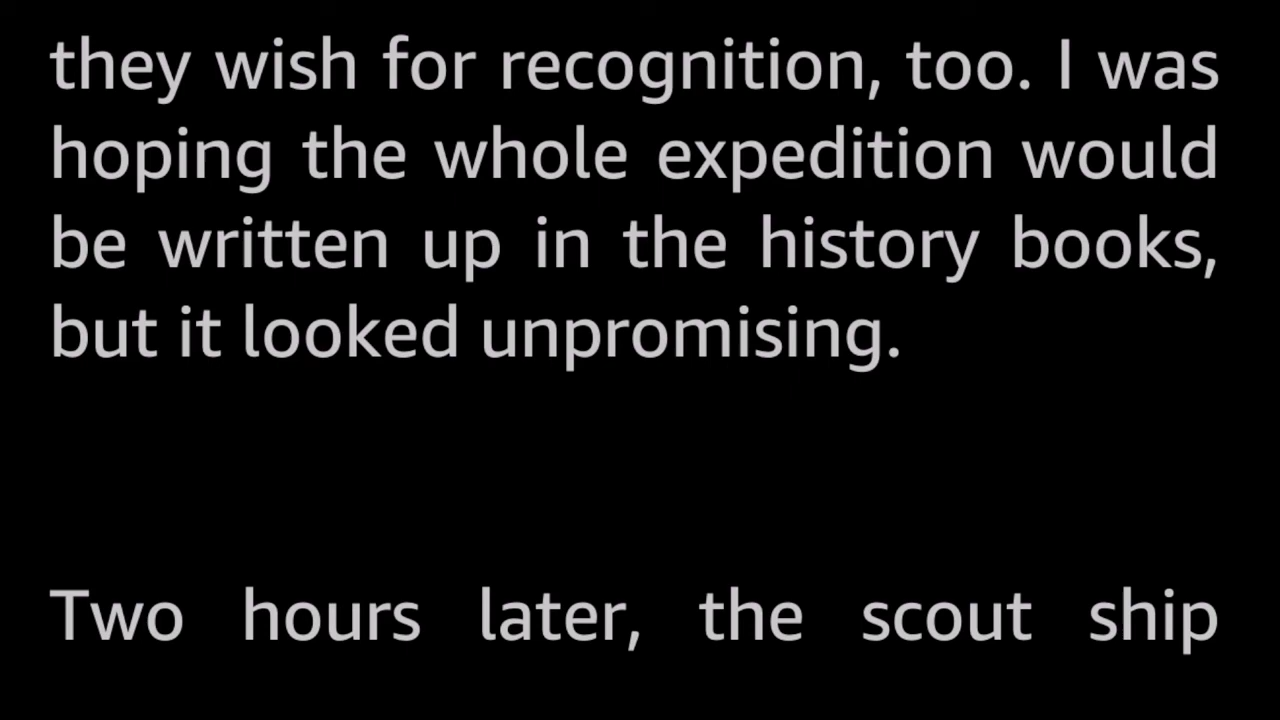 they wish for recognition, too. I was
hoping the whole expedition would
be written up in the history books,
but it looked unpromising.
Two hours later, the scout ship